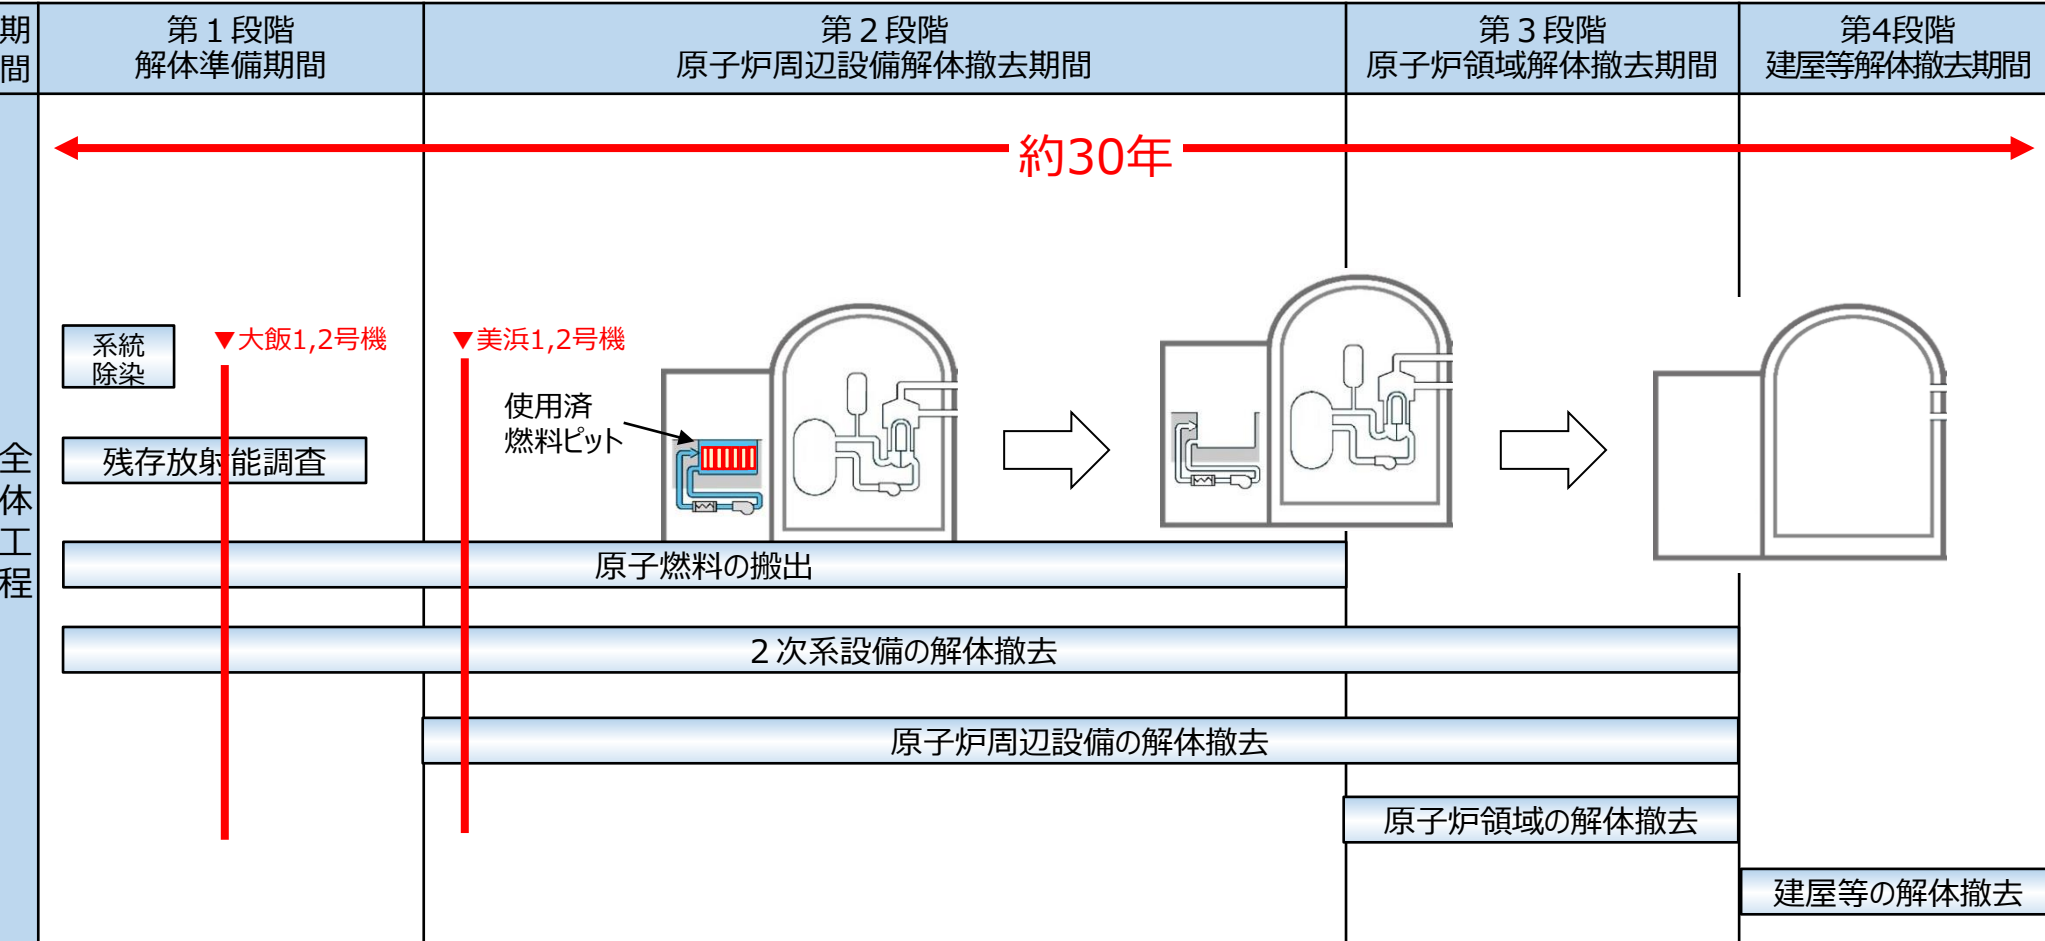 期
間
第１段階
解体準備期間
第２段階
原子炉周辺設備解体撤去期間
第３段階
原子炉領域解体撤去期間
第4段階
建屋等解体撤去期間
約30年
全
体
工
程
系統
除染
▼大飯1,2号機
▼美浜1,2号機
使用済
燃料ピット
残存放射能調査
原子燃料の搬出
２次系設備の解体撤去
原子炉周辺設備の解体撤去
原子炉領域の解体撤去
建屋等の解体撤去